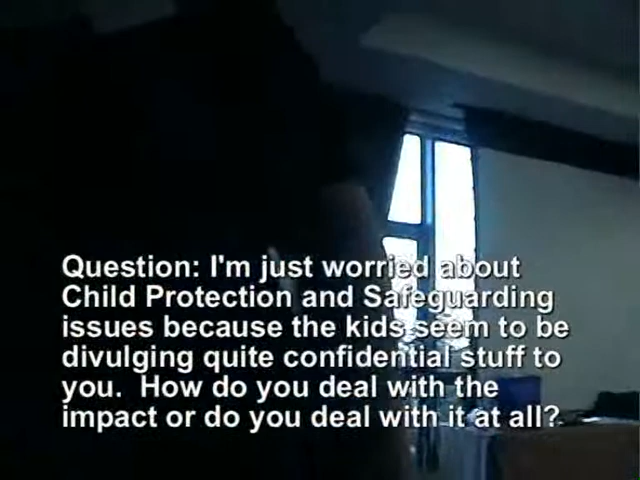 Question: I'm just worried about
Child Protection and Safeguarding
issues because the kids seem to be
divulging quite confidential stuff to
you.  How do you deal with the
impact or do you deal with it at all?